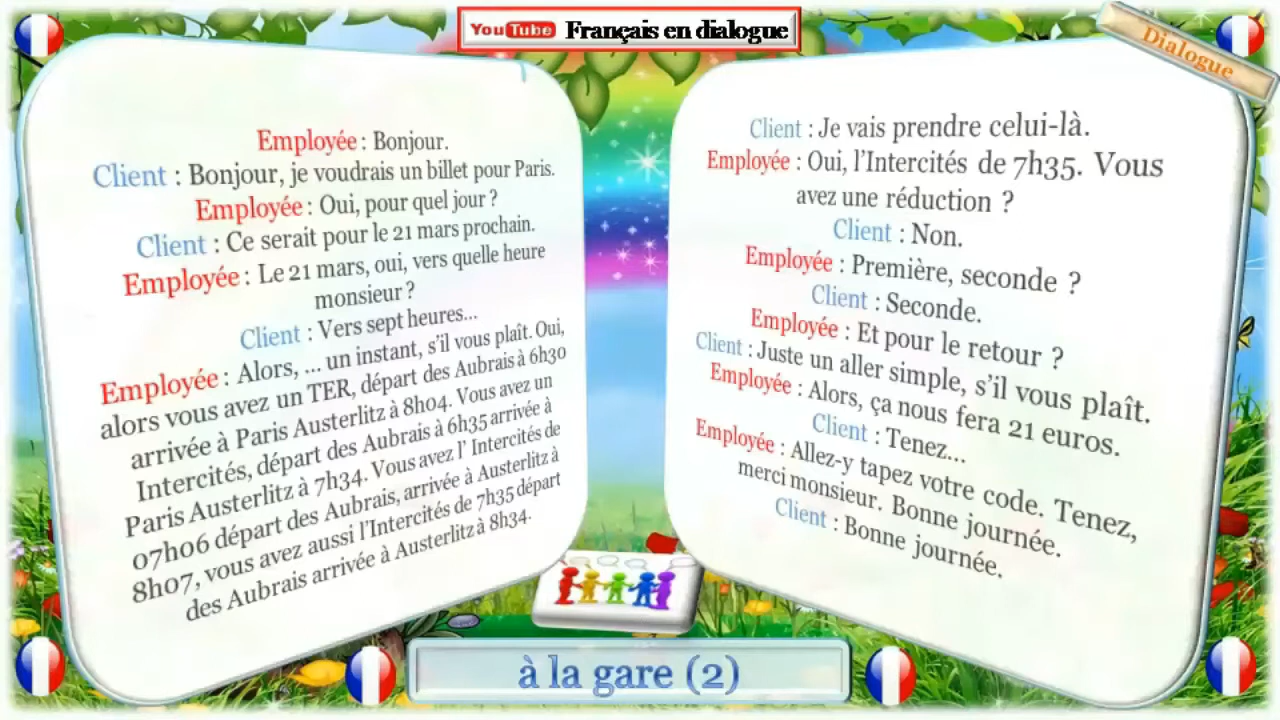 YouTube Français en dialogue
Dialogue
Employée : Bonjour.
Client : Bonjour, je voudrais un billet pour Paris.
Employée : Oui, pour quel jour ?
Client : Ce serait pour le 21 mars prochain.
Employée : Le 21 mars, oui, vers quelle heure
monsieur ?
Client : Vers sept heures...
Employée : Alors, ... un instant, s'il vous plaît. Oui,
alors vous avez un TER, départ des Aubrais à 6h30
arrivée à Paris Austerlitz à 8h04. Vous avez un
Intercités, départ des Aubrais à 6h35 arrivée à
Paris Austerlitz à 7h34. Vous avez l' Intercités de
07h06 départ des Aubrais, arrivée à Austerlitz à
8h07, vous avez aussi l'Intercités de 7h35 départ
des Aubrais arrivée à Austerlitz à 8h34.
Client : Je vais prendre celui-là.
Employée : Oui, l'Intercités de 7h35. Vous
avez une réduction ?
Client : Non.
Employée : Première, seconde ?
Client : Seconde.
Employée : Et pour le retour ?
Client : Juste un aller simple, s'il vous plaît.
Employée : Alors, ça nous fera 21 euros.
Client : Tenez...
Employée : Allez-y tapez votre code. Tenez,
merci monsieur. Bonne journée.
Client : Bonne journée.
à la gare (2)